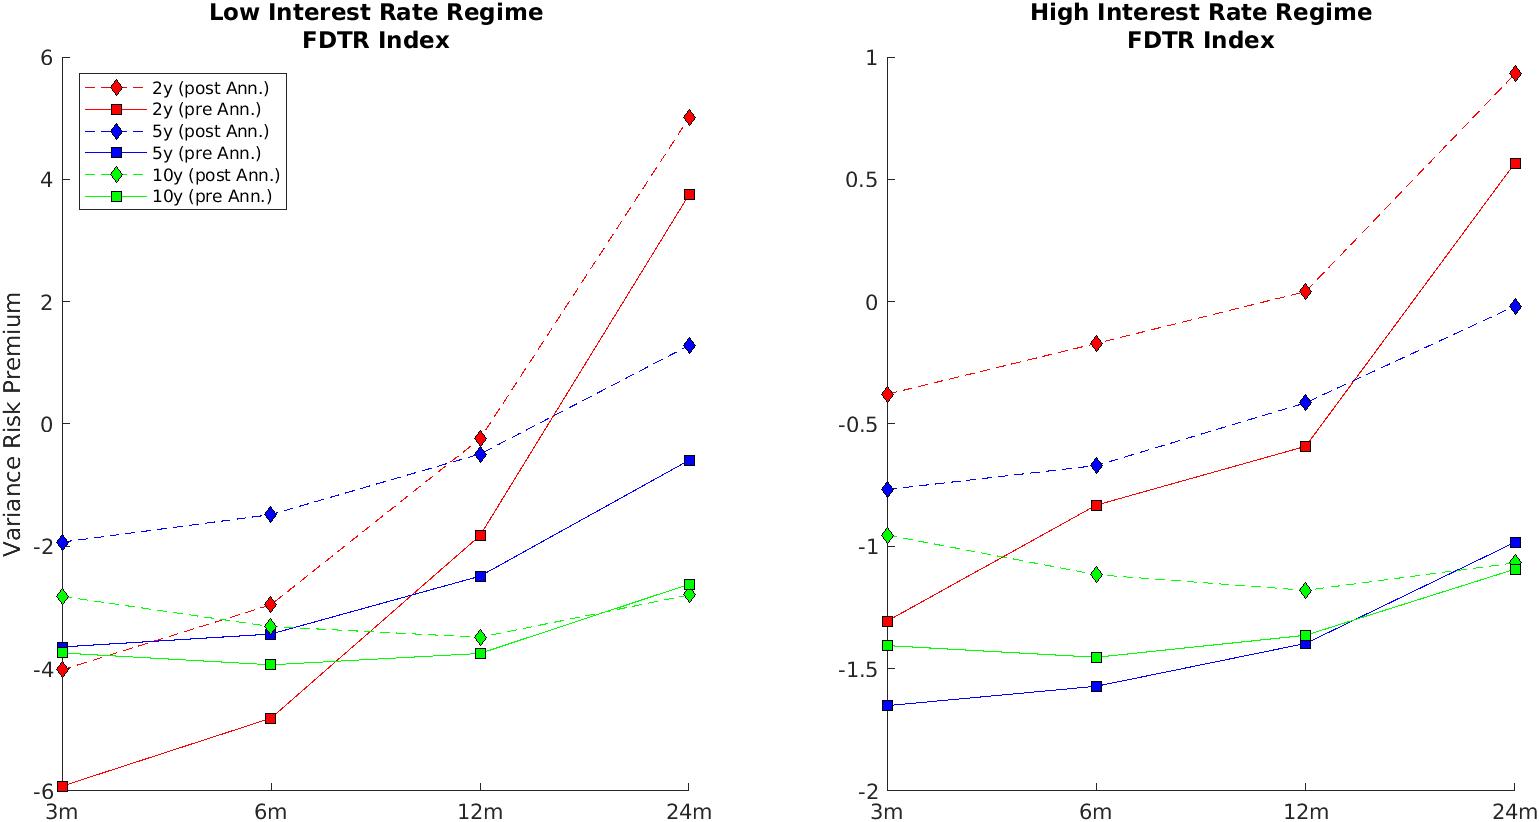 Low Interest Rate Regime
FDTR Index
6
4
2
0
-2
-4
-6
Variance Risk Premium
2y (post Ann.)
2y (pre Ann.)
5y (post Ann.)
5y (pre Ann.)
10y (post Ann.)
10y (pre Ann.)
3m
6m
12m
24m
High Interest Rate Regime
FDTR Index
1
0.5
0
-0.5
-1
-1.5
-2
3m
6m
12m
24m